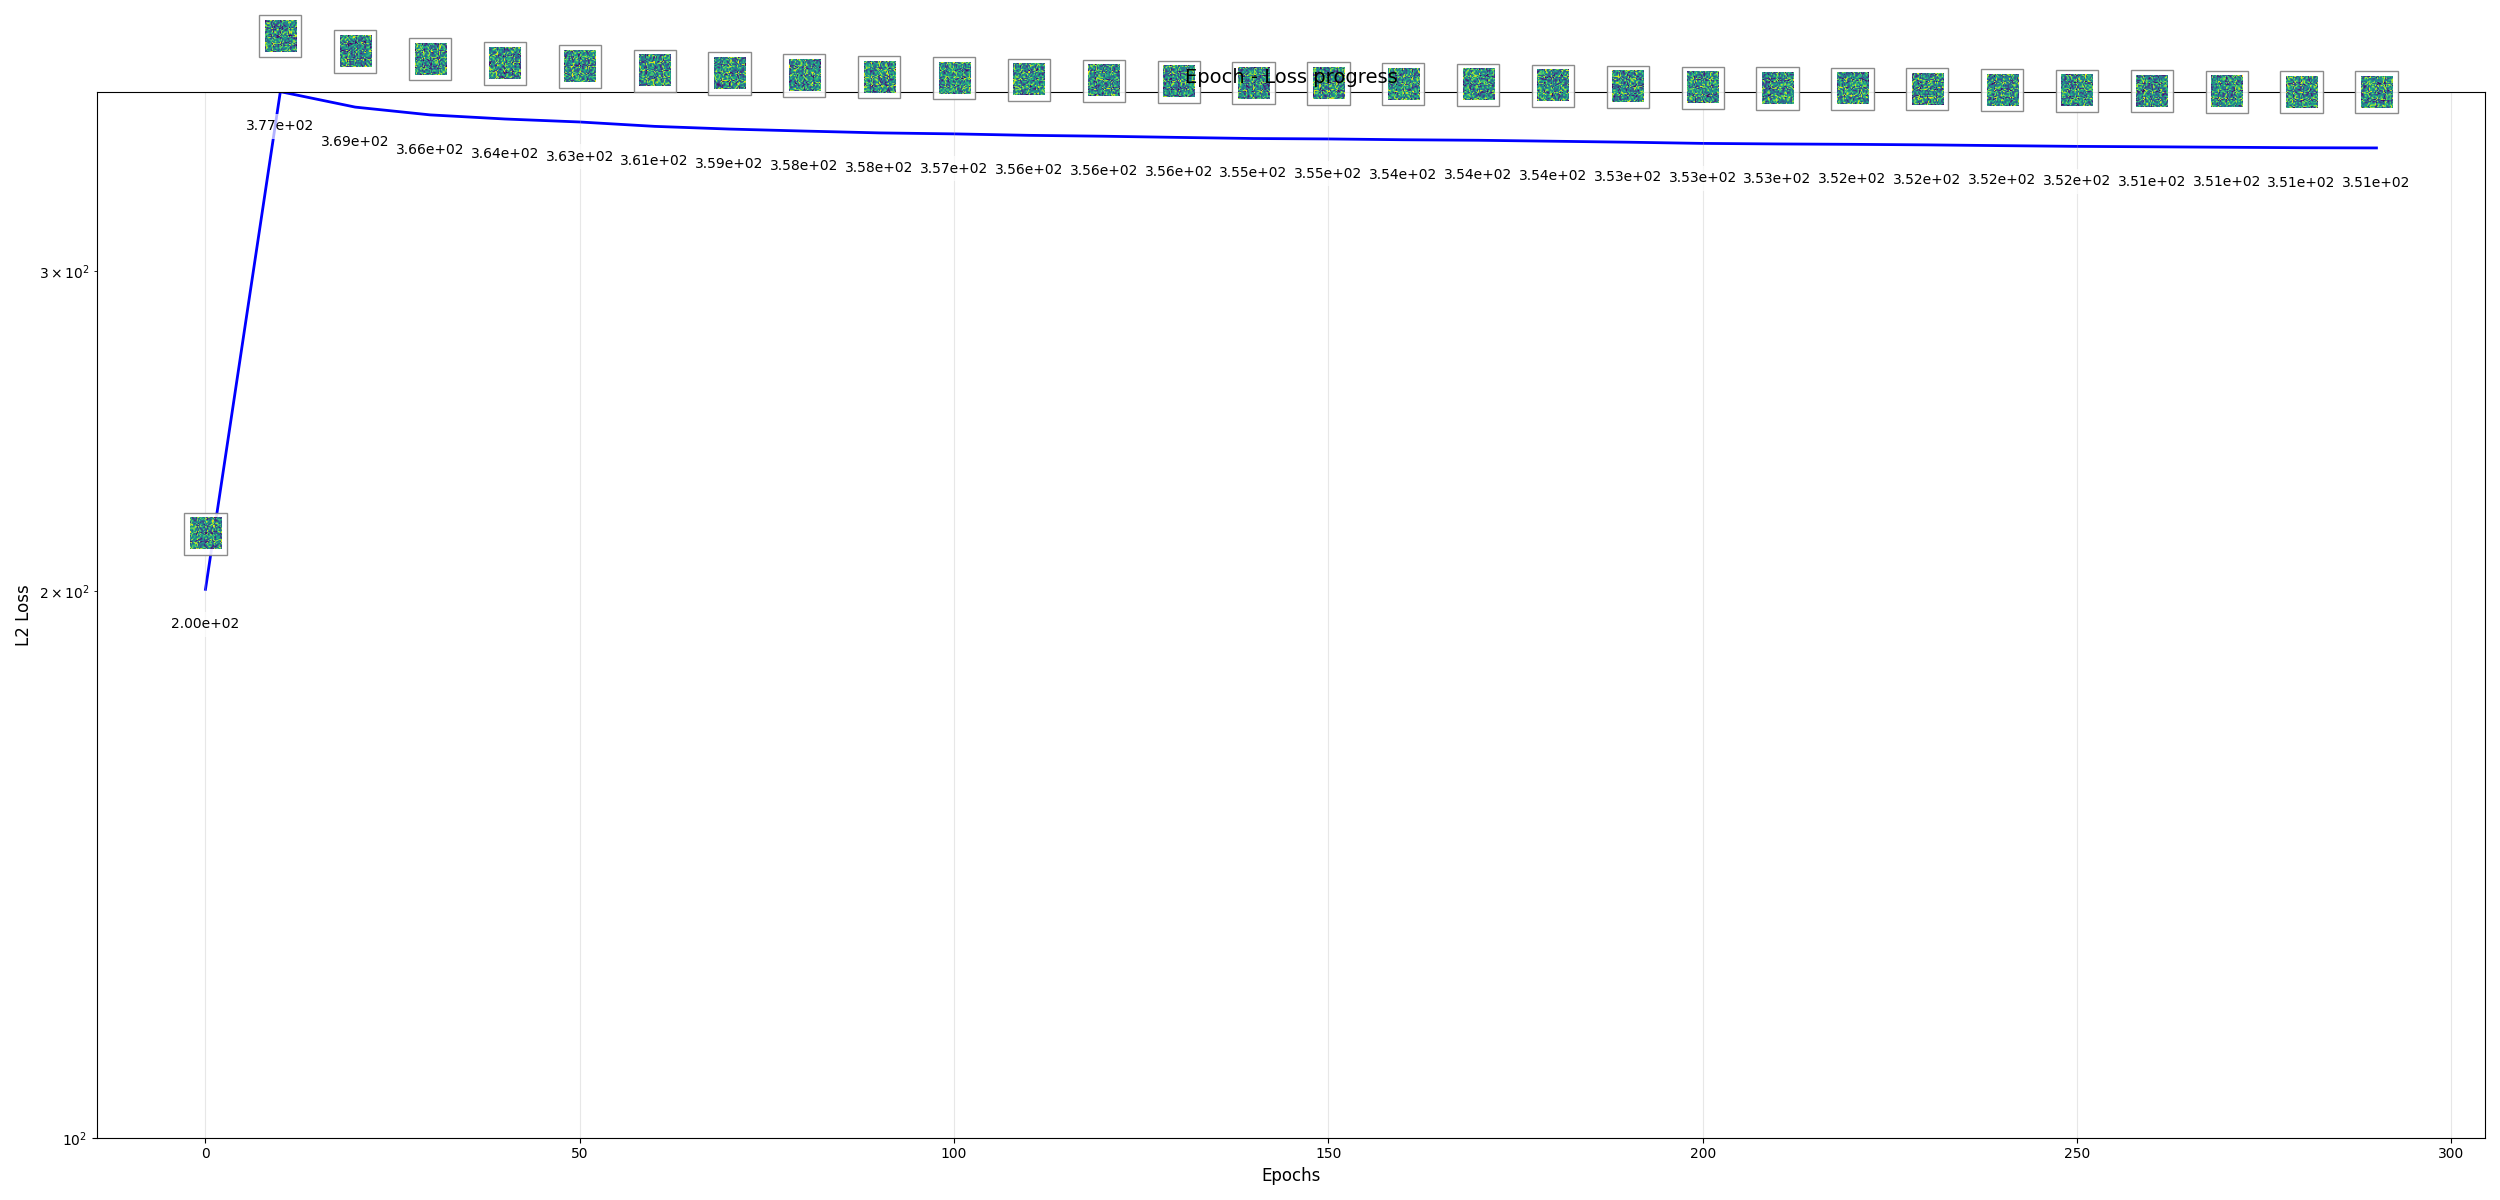 Epoch - Loss progress
3.77e+02
3.69e+02
3.66e+02
3.64e+02
3.63e+02
3.61e+02
3.59e+02
3.58e+02
3.58e+02
3.57e+02
3.56e+02
3.56e+02
3.56e+02
3.55e+02
3.55e+02
3.54e+02
3.54e+02
3.54e+02
3.53e+02
3.53e+02
3.53e+02
3.52e+02
3.52e+02
3.52e+02
3.52e+02
3.51e+02
3.51e+02
3.51e+02
3.51e+02
3 × 10²
2 × 10²
L2 Loss
2.00e+02
10²
0 50 100 150 200 250 300
Epochs